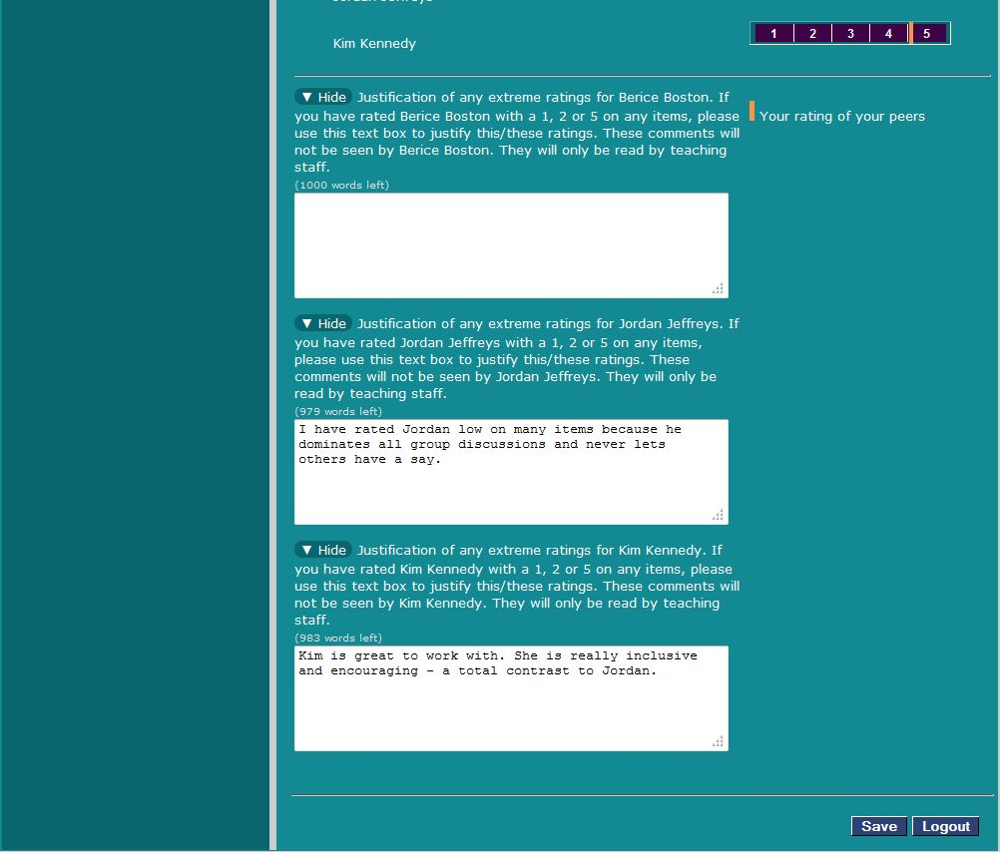 Kim Kennedy
1 2 3 4 5
▼ Hide Justification of any extreme ratings for Berice Boston. If
you have rated Berice Boston with a 1, 2 or 5 on any items, please
use this text box to justify this/these ratings. These comments will
not be seen by Berice Boston. They will only be read by teaching
staff.
(1000 words left)
Your rating of your peers
▼ Hide Justification of any extreme ratings for Jordan Jeffreys. If
you have rated Jordan Jeffreys with a 1, 2 or 5 on any items,
please use this text box to justify this/these ratings. These
comments will not be seen by Jordan Jeffreys. They will only be
read by teaching staff.
(979 words left)
I have rated Jordan low on many items because he
dominates all group discussions and never lets
others have a say.
▼ Hide Justification of any extreme ratings for Kim Kennedy. If
you have rated Kim Kennedy with a 1, 2 or 5 on any items, please
use this text box to justify this/these ratings. These comments will
not be seen by Kim Kennedy. They will only be read by teaching
staff.
(983 words left)
Kim is great to work with. She is really inclusive
and encouraging - a total contrast to Jordan.
Save Logout